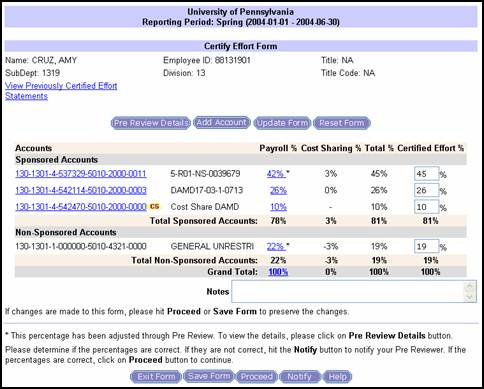 University of Pennsylvania
Reporting Period: Spring (2004-01-01 - 2004-06-30)
Certify Effort Form
Name: CRUZ, AMY Employee ID: 88131901 Title: NA
SubDept: 1319 Division: 13 Title Code: NA
View Previously Certified Effort
Statements
Pre Review Details Add Account Update Form Reset Form
Accounts Payroll % Cost Sharing % Total % Certified Effort %
Sponsored Accounts
130-1301-4-537329-5010-2000-0011 5-R01-NS-0039679 42% * 3% 45% 45 %
130-1301-4-542114-5010-2000-0003 DAMD17-03-1-0713 26% 0% 26% 26 %
130-1301-4-542470-5010-2000-0000 CS Cost Share DAMD 10% - 10% 10 %
Total Sponsored Accounts: 78% 3% 81% 81%
Non-Sponsored Accounts
130-1301-1-000000-5010-4321-0000 GENERAL UNRESTRI 22% * -3% 19% 19 %
Total Non-Sponsored Accounts: 22% -3% 19% 19%
Grand Total: 100% 0% 100% 100%
Notes
If changes are made to this form, please hit Proceed or Save Form to preserve the changes.
* This percentage has been adjusted through Pre Review. To view the details, please click on Pre Review Details button.
Please determine if the percentages are correct. If they are not correct, hit the Notify button to notify your Pre Reviewer. If the
percentages are correct, click on Proceed button to continue.
Exit Form Save Form Proceed Notify Help